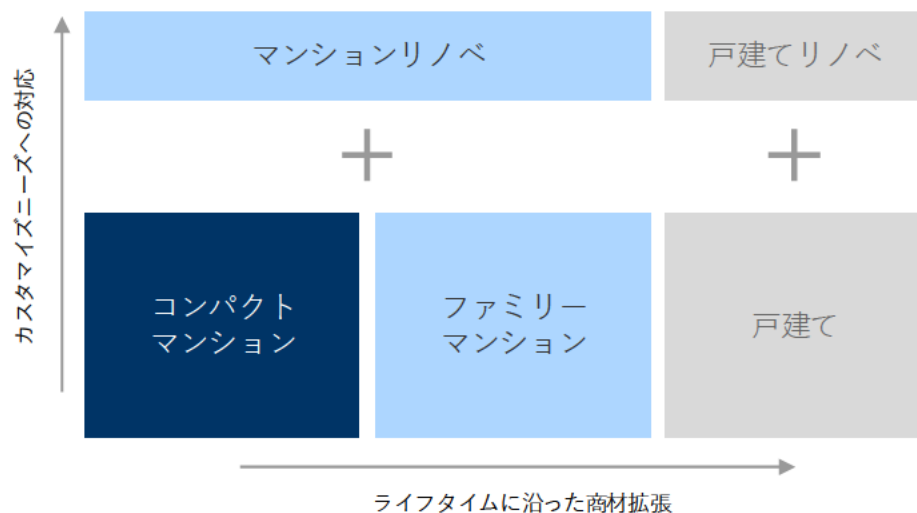 カスタマイズニーズへの対応
マンションリノベ
戸建てリノベ
＋
＋
コンパクト
マンション
ファミリー
マンション
戸建て
ライフタイムに沿った商材拡張